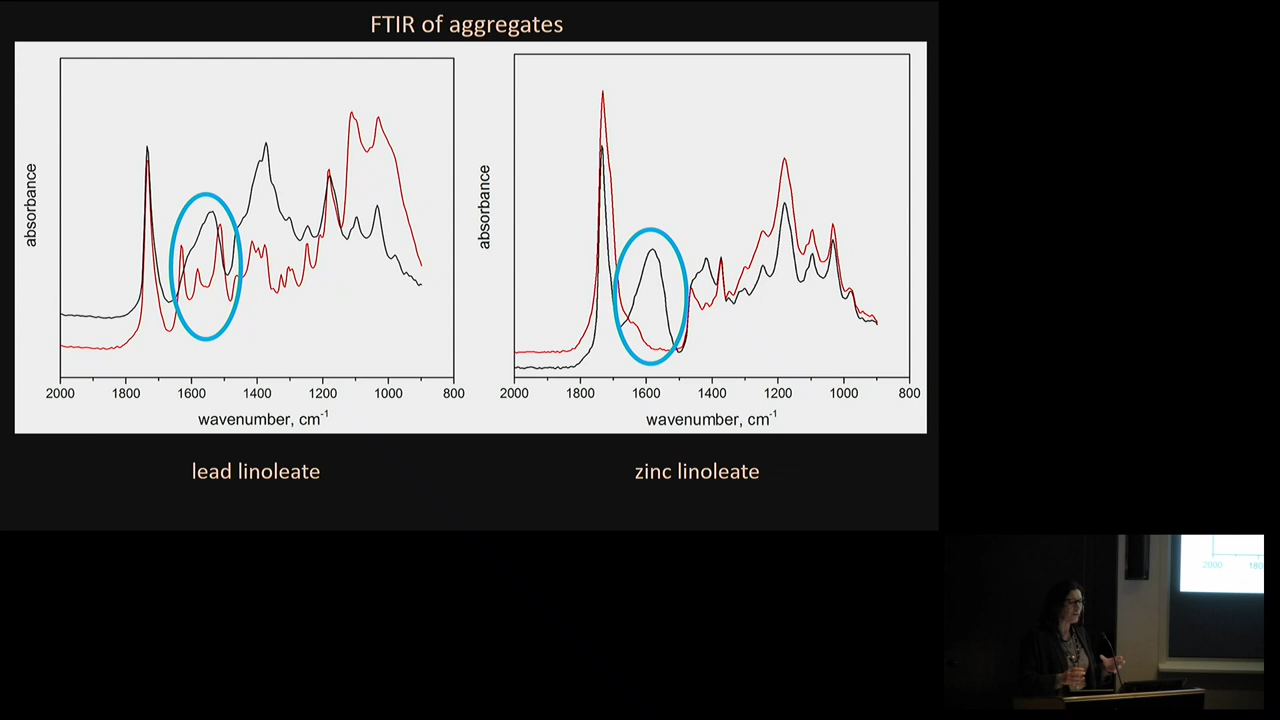 FTIR of aggregates
absorbance
2000 1800 1600 1400 1200 1000 800
wavenumber, cm-1
absorbance
2000 1800 1600 1400 1200 1000 800
wavenumber, cm-1
lead linoleate
zinc linoleate
2000